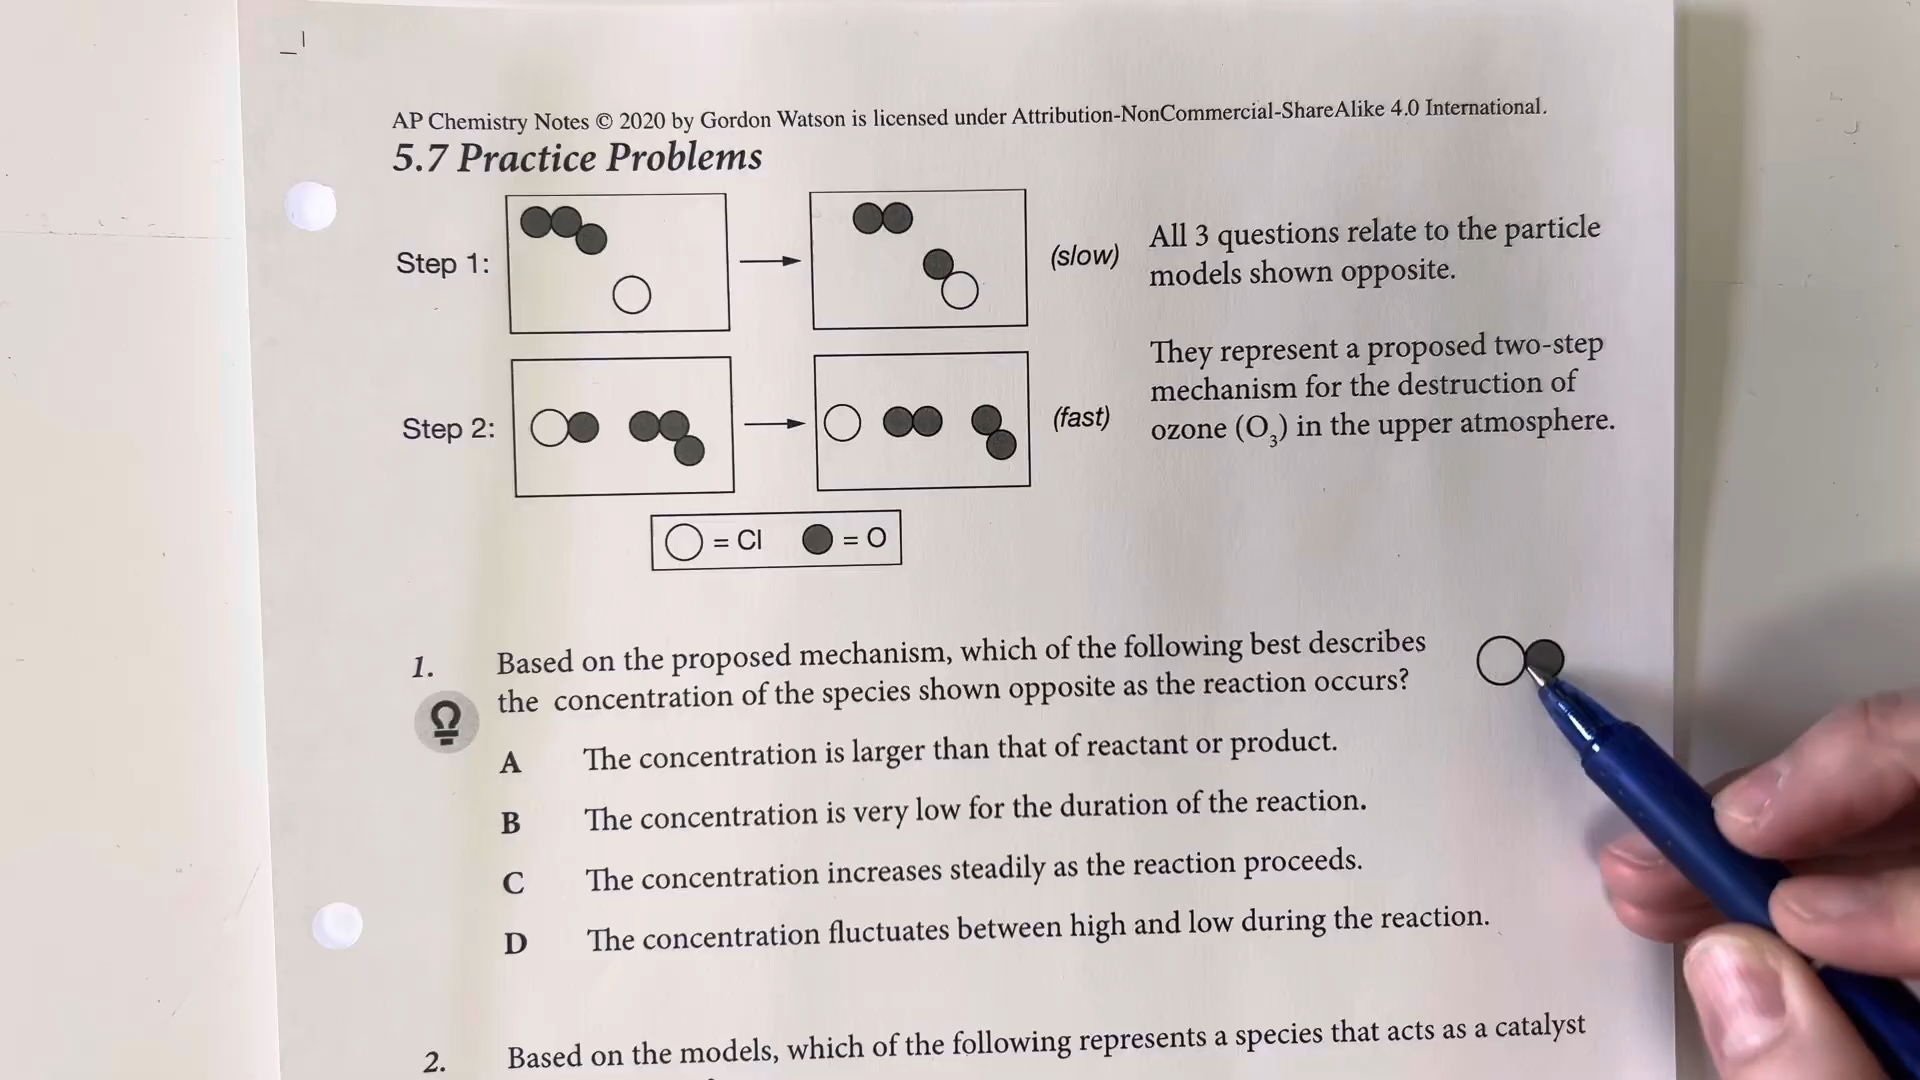 AP Chemistry Notes © 2020 by Gordon Watson is licensed under Attribution-NonCommercial-ShareAlike 4.0 International.
5.7 Practice Problems
Step 1:
(slow)
All 3 questions relate to the particle
models shown opposite.
They represent a proposed two-step
mechanism for the destruction of
ozone (O₃) in the upper atmosphere.
Step 2:
(fast)
= Cl = O
1. Based on the proposed mechanism, which of the following best describes
the concentration of the species shown opposite as the reaction occurs?
A The concentration is larger than that of reactant or product.
B The concentration is very low for the duration of the reaction.
C The concentration increases steadily as the reaction proceeds.
D The concentration fluctuates between high and low during the reaction.
2. Based on the models, which of the following represents a species that acts as a catalyst